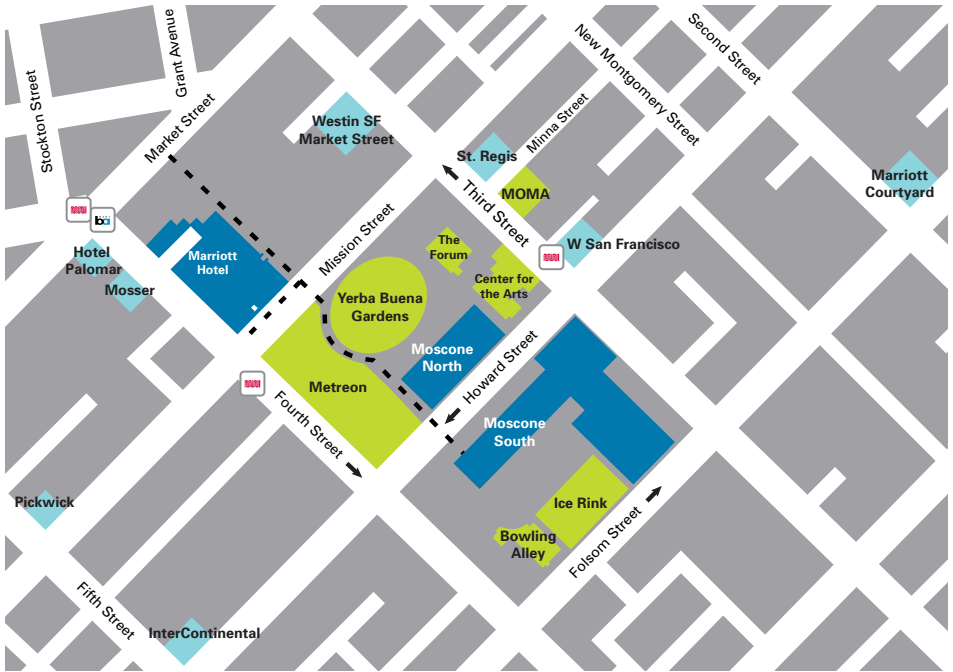 Grant Avenue
Second Street
New Montgomery Street
Stockton Street
Market Street
Westin SF
Market Street
Minna Street
St. Regis
MOMA
Marriott
Courtyard
Third Street
Mission Street
W San Francisco
ba
Hotel
Palomar
Mosser
Marriott
Hotel
The
Forum
Center for
the Arts
Yerba Buena
Gardens
Moscone
North
Howard Street
Metreon
Fourth Street
Moscone
South
Pickwick
Ice Rink
Bowling
Alley
Folsom Street
Fifth Street
InterContinental